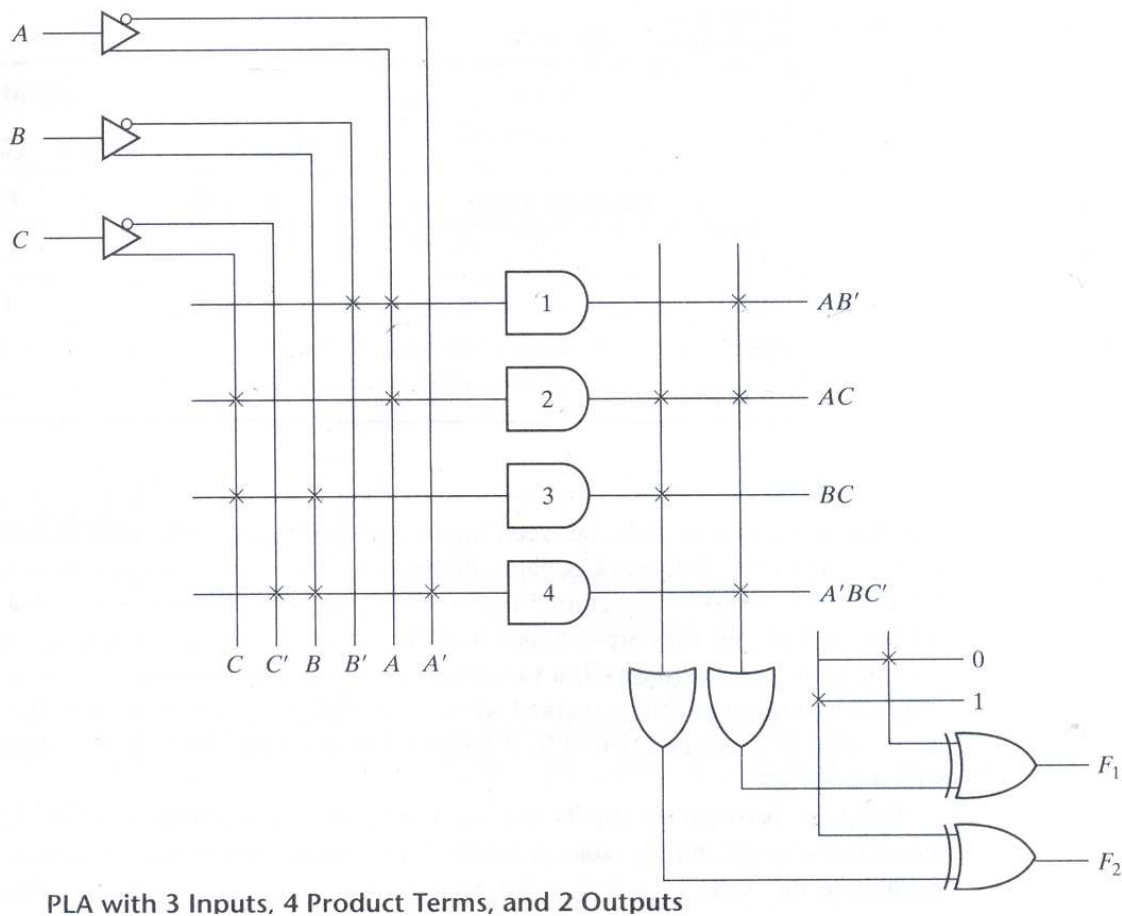 A
B
C
1
AB′
2
AC
3
BC
4
A′BC′
C C′ B B′ A A′
0
1
F₁
F₂
PLA with 3 Inputs, 4 Product Terms, and 2 Outputs